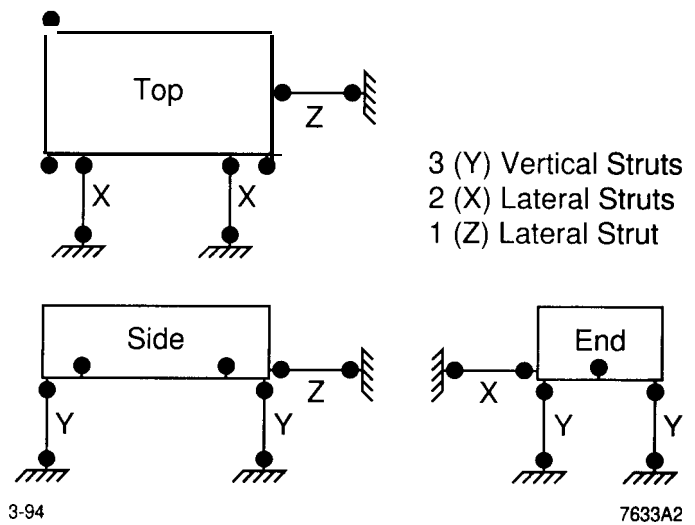 Top
Z
X X
3 (Y) Vertical Struts
2 (X) Lateral Struts
1 (Z) Lateral Strut
Side
Z
Y Y
End
X
Y Y
3-94
7633A2